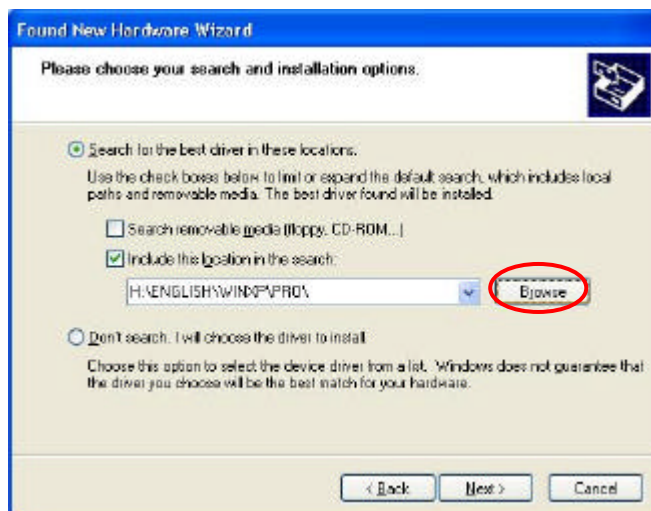 Found New Hardware Wizard
Please choose your search and installation options.
Search for the best driver in these locations.
Use the check boxes below to limit or expand the default search, which includes local
paths and removable media. The best driver found will be installed.
Search removable media (floppy, CD-ROM...)
Include this location in the search:
H:\ENGLISH\WINXP\PRO\
Browse
Don't search. I will choose the driver to install.
Choose this option to select the device driver from a list. Windows does not guarantee that
the driver you choose will be the best match for your hardware.
< Back Next > Cancel